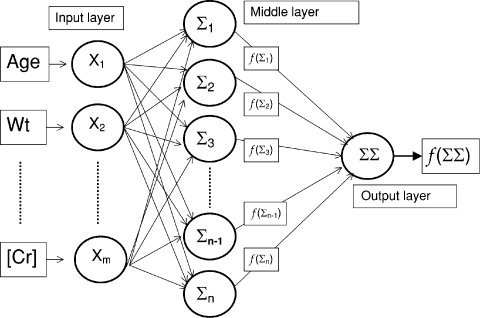 Input layer
Middle layer
Age
X1
Σ1
f(Σ1)
Wt
X2
Σ2
f(Σ2)
Σ3
f(Σ3)
ΣΣ
f(ΣΣ)
Output layer
[Cr]
Xm
Σn-1
f(Σn-1)
Σn
f(Σn)